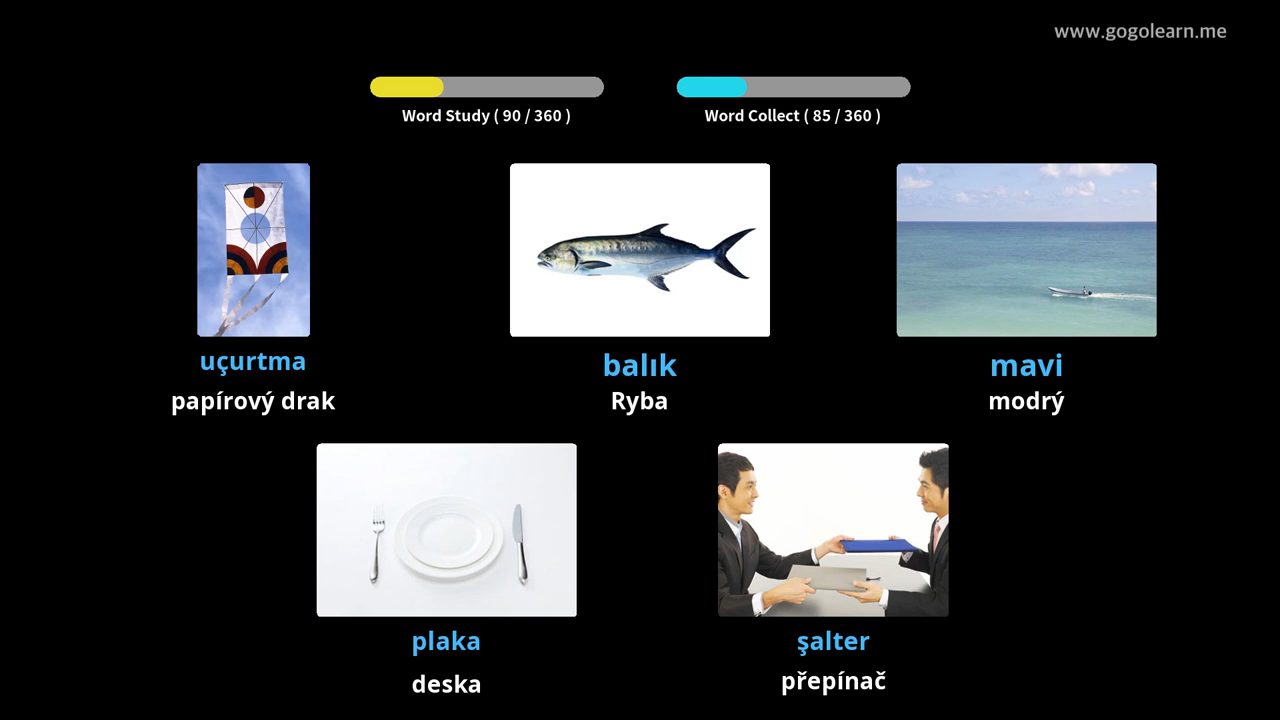 www.gogolearn.me
Word Study ( 90 / 360 )
Word Collect ( 85 / 360 )
uçurtma
papírový drak
balık
Ryba
mavi
modrý
plaka
deska
şalter
přepínač